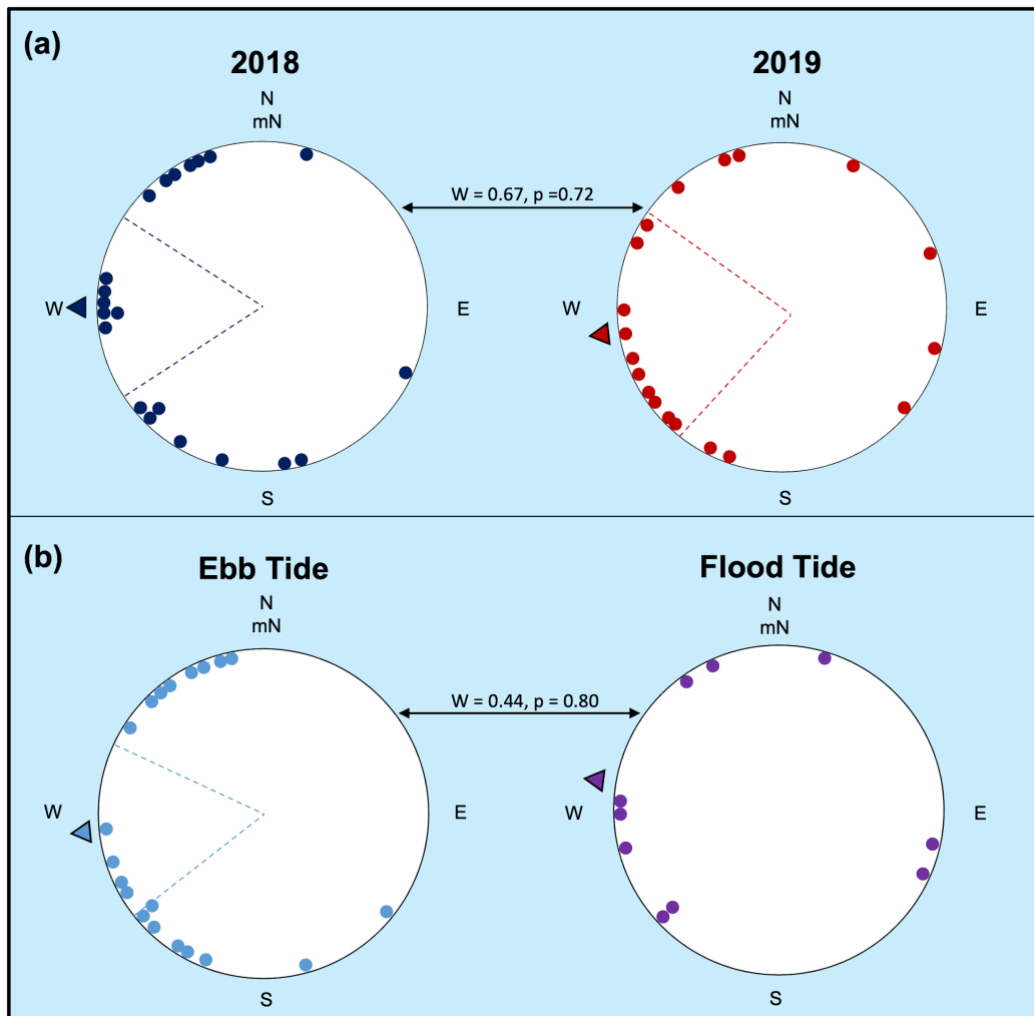 (a)
2018
2019
N
mN
N
mN
W = 0.67, p =0.72
W
E
W
E
S
S
(b)
Ebb Tide
Flood Tide
N
mN
N
mN
W = 0.44, p = 0.80
W
E
W
E
S
S